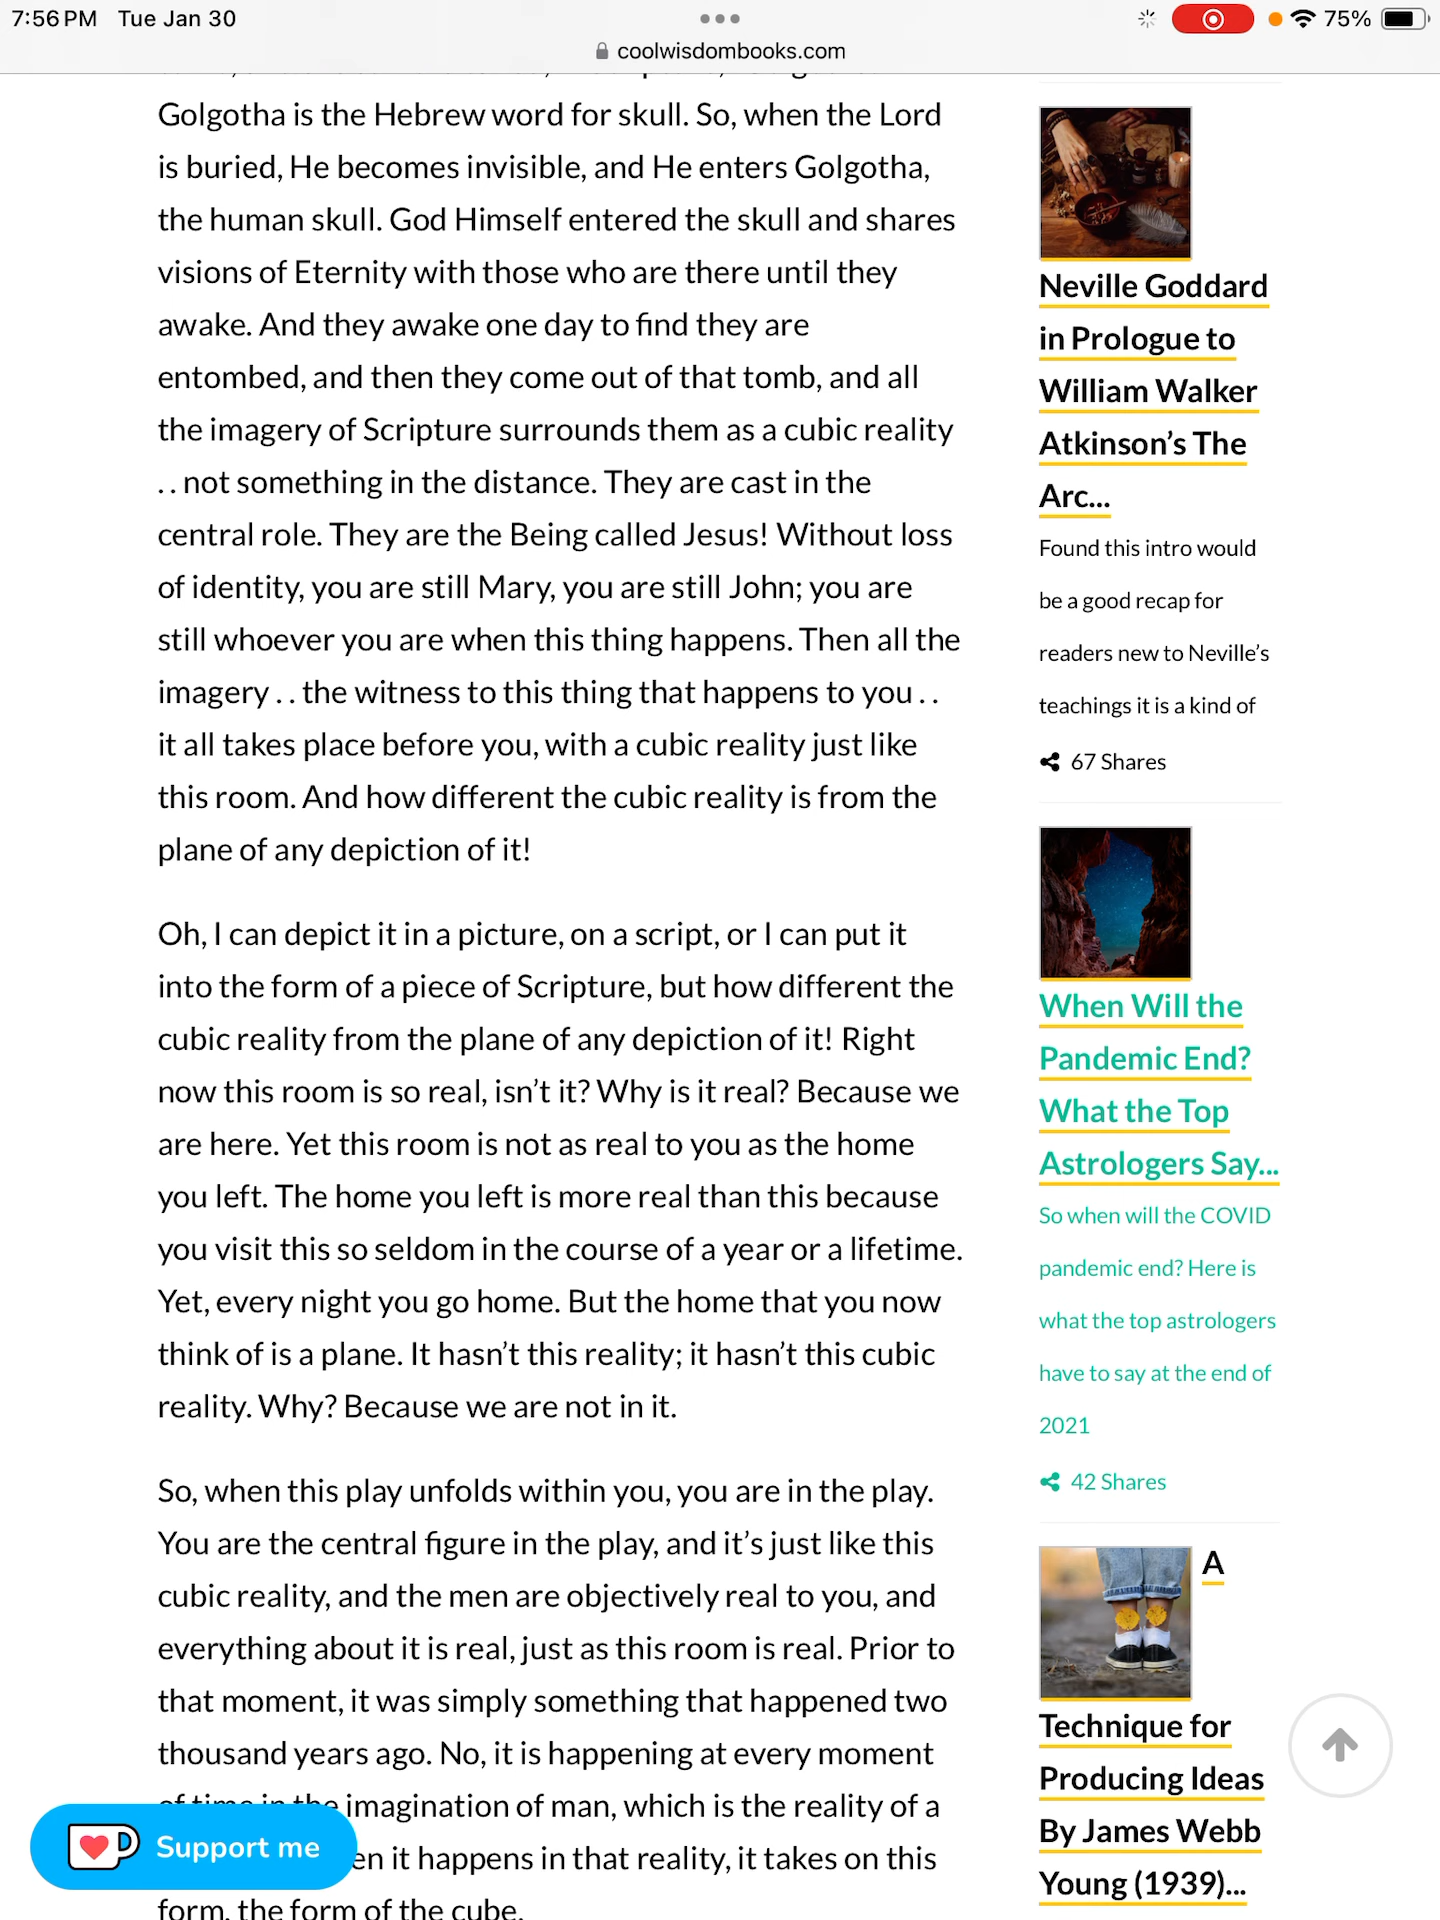 7:56 PM Tue Jan 30
75%
coolwisdombooks.com
Golgotha is the Hebrew word for skull. So, when the Lord
is buried, He becomes invisible, and He enters Golgotha,
the human skull. God Himself entered the skull and shares
visions of Eternity with those who are there until they
awake. And they awake one day to find they are
entombed, and then they come out of that tomb, and all
the imagery of Scripture surrounds them as a cubic reality
. . not something in the distance. They are cast in the
central role. They are the Being called Jesus! Without loss
of identity, you are still Mary, you are still John; you are
still whoever you are when this thing happens. Then all the
imagery . . the witness to this thing that happens to you . .
it all takes place before you, with a cubic reality just like
this room. And how different the cubic reality is from the
plane of any depiction of it!
Oh, I can depict it in a picture, on a script, or I can put it
into the form of a piece of Scripture, but how different the
cubic reality from the plane of any depiction of it! Right
now this room is so real, isn’t it? Why is it real? Because we
are here. Yet this room is not as real to you as the home
you left. The home you left is more real than this because
you visit this so seldom in the course of a year or a lifetime.
Yet, every night you go home. But the home that you now
think of is a plane. It hasn’t this reality; it hasn’t this cubic
reality. Why? Because we are not in it.
So, when this play unfolds within you, you are in the play.
You are the central figure in the play, and it’s just like this
cubic reality, and the men are objectively real to you, and
everything about it is real, just as this room is real. Prior to
that moment, it was simply something that happened two
thousand years ago. No, it is happening at every moment
of time in the imagination of man, which is the reality of a
en it happens in that reality, it takes on this
form, the form of the cube.
Support me
Neville Goddard
in Prologue to
William Walker
Atkinson’s The
Arc...
Found this intro would
be a good recap for
readers new to Neville’s
teachings it is a kind of
67 Shares
When Will the
Pandemic End?
What the Top
Astrologers Say...
So when will the COVID
pandemic end? Here is
what the top astrologers
have to say at the end of
2021
42 Shares
A
Technique for
Producing Ideas
By James Webb
Young (1939)...